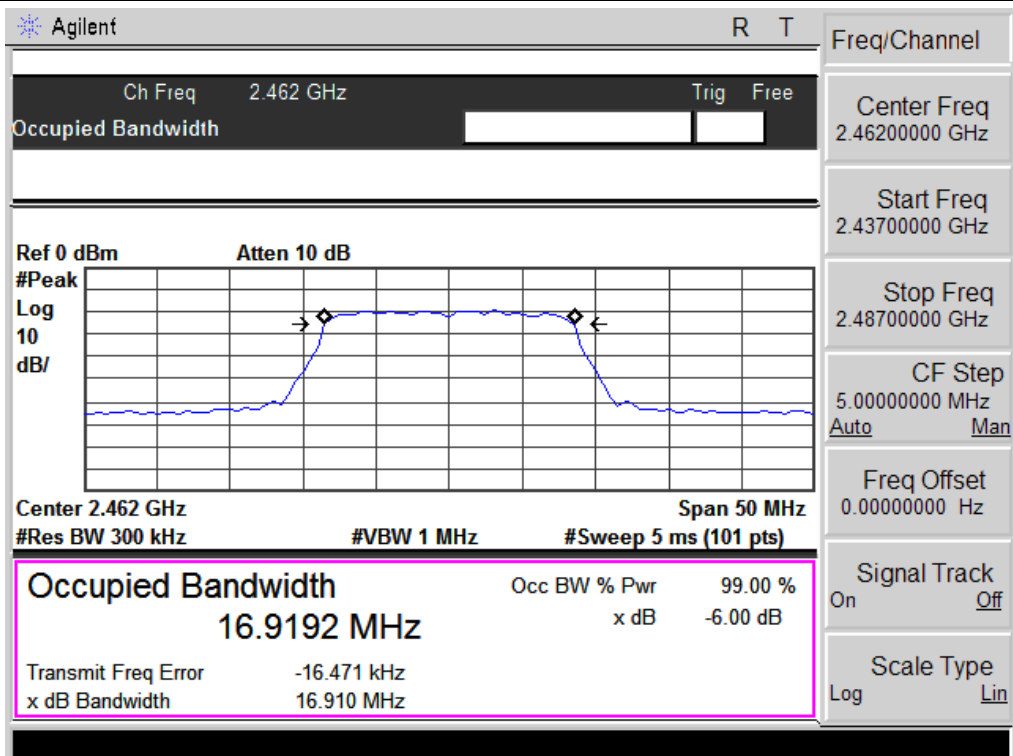 Agilent R T
Ch Freq 2.462 GHz Trig Free
Occupied Bandwidth
Ref 0 dBm Atten 10 dB
#Peak
Log
10
dB/
Center 2.462 GHz Span 50 MHz
#Res BW 300 kHz #VBW 1 MHz #Sweep 5 ms (101 pts)
Occupied Bandwidth Occ BW % Pwr 99.00 %
16.9192 MHz x dB -6.00 dB
Transmit Freq Error -16.471 kHz
x dB Bandwidth 16.910 MHz
Freq/Channel
Center Freq
2.46200000 GHz
Start Freq
2.43700000 GHz
Stop Freq
2.48700000 GHz
CF Step
5.00000000 MHz
Auto Man
Freq Offset
0.00000000 Hz
Signal Track
On Off
Scale Type
Log Lin